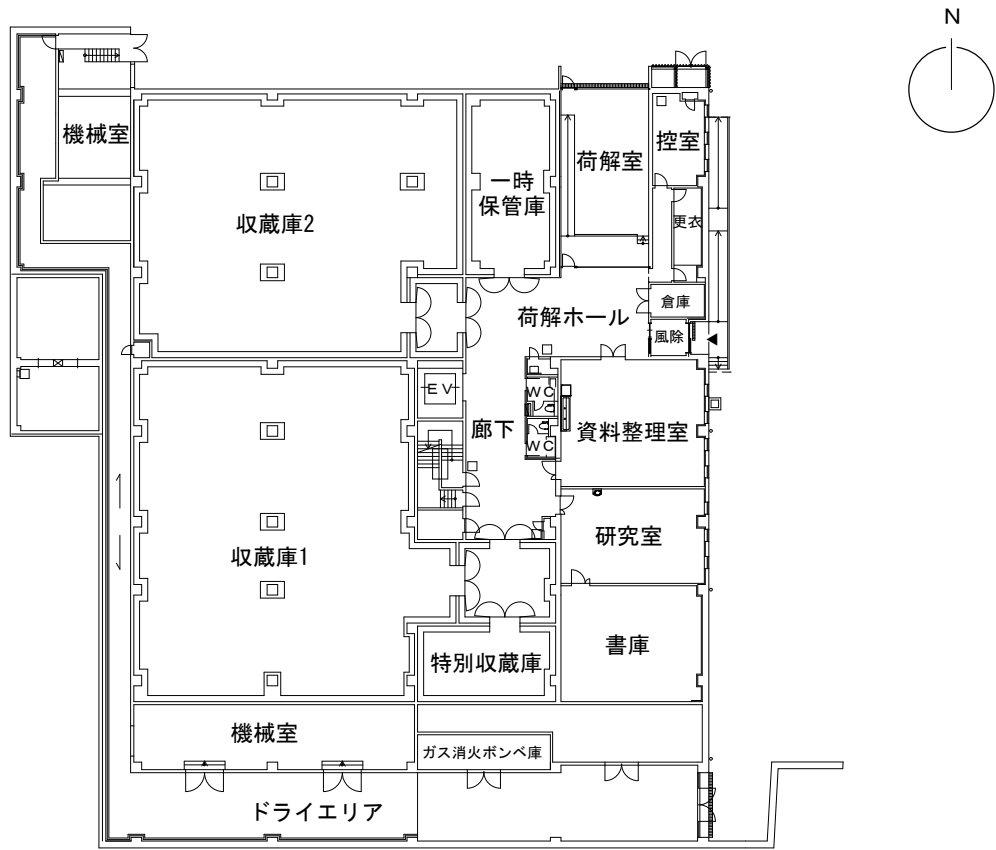 N
機械室
収蔵庫2
一時
保管庫
荷解室
控室
更衣
倉庫
荷解ホール
風除
EV
WC
廊下
WC
資料整理室
収蔵庫1
研究室
特別収蔵庫
書庫
機械室
ガス消火ボンベ庫
ドライエリア